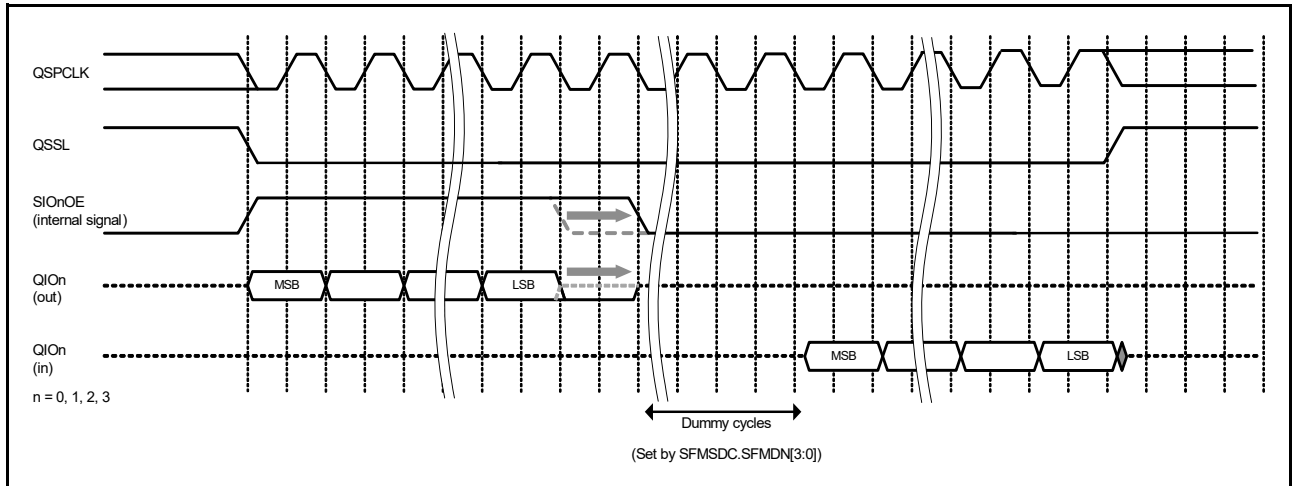 QSPCLK
QSSL
SIOnOE
(internal signal)
QIOn
(out)
MSB
LSB
QIOn
(in)
MSB
LSB
n = 0, 1, 2, 3
Dummy cycles
(Set by SFMSDC.SFMDN[3:0])